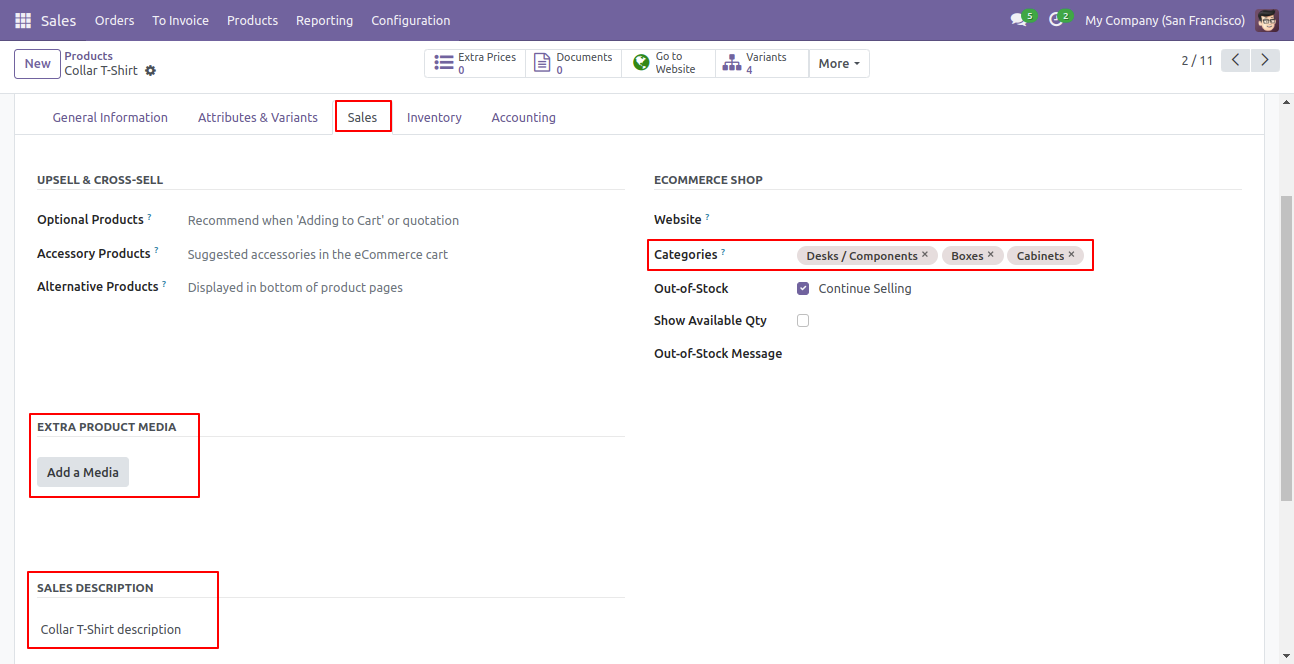 Sales Orders To Invoice Products Reporting Configuration 5 2 My Company (San Francisco)
New Products Extra Prices Documents Go to Variants More 2 / 11
Collar T-Shirt 0 0 Website 4
General Information Attributes & Variants Sales Inventory Accounting
UPSELL & CROSS-SELL ECOMMERCE SHOP
Optional Products ? Recommend when 'Adding to Cart' or quotation Website ?
Accessory Products ? Suggested accessories in the eCommerce cart Categories ? Desks / Components × Boxes × Cabinets ×
Alternative Products ? Displayed in bottom of product pages Out-of-Stock Continue Selling
Show Available Qty
Out-of-Stock Message
EXTRA PRODUCT MEDIA
Add a Media
SALES DESCRIPTION
Collar T-Shirt description